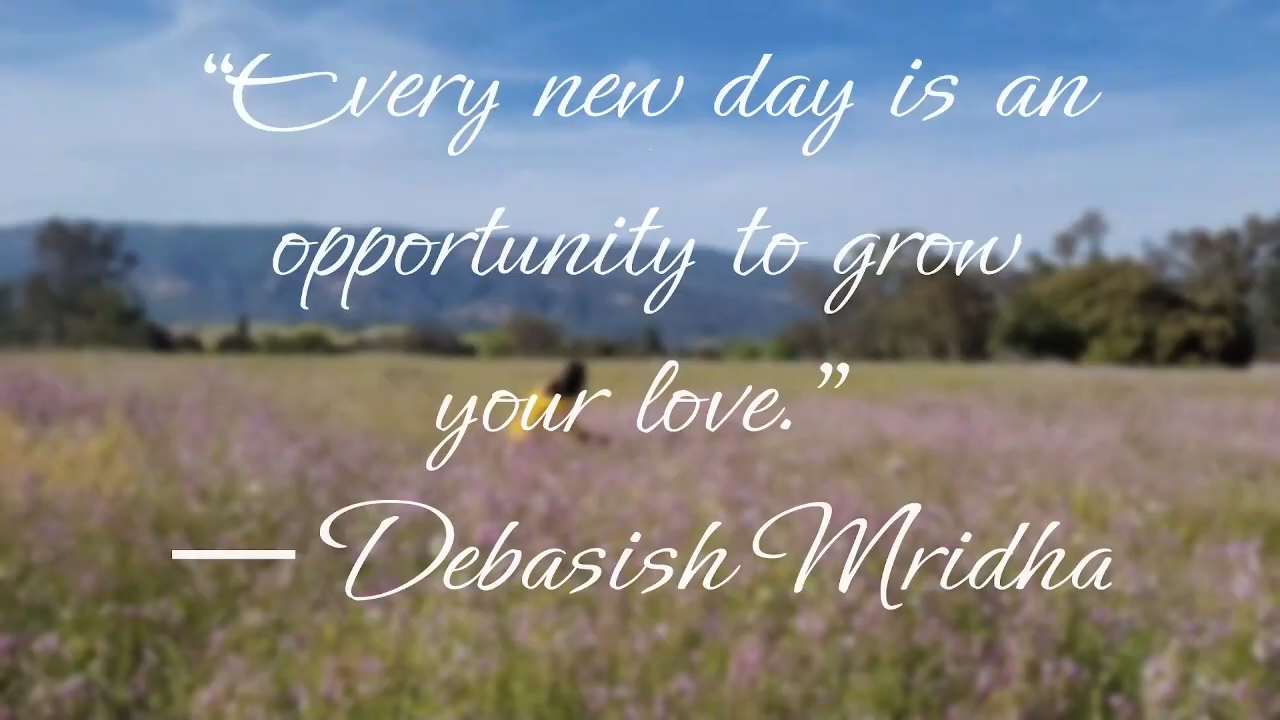 “Every new day is an
opportunity to grow
your love.”
— Debasish Mridha